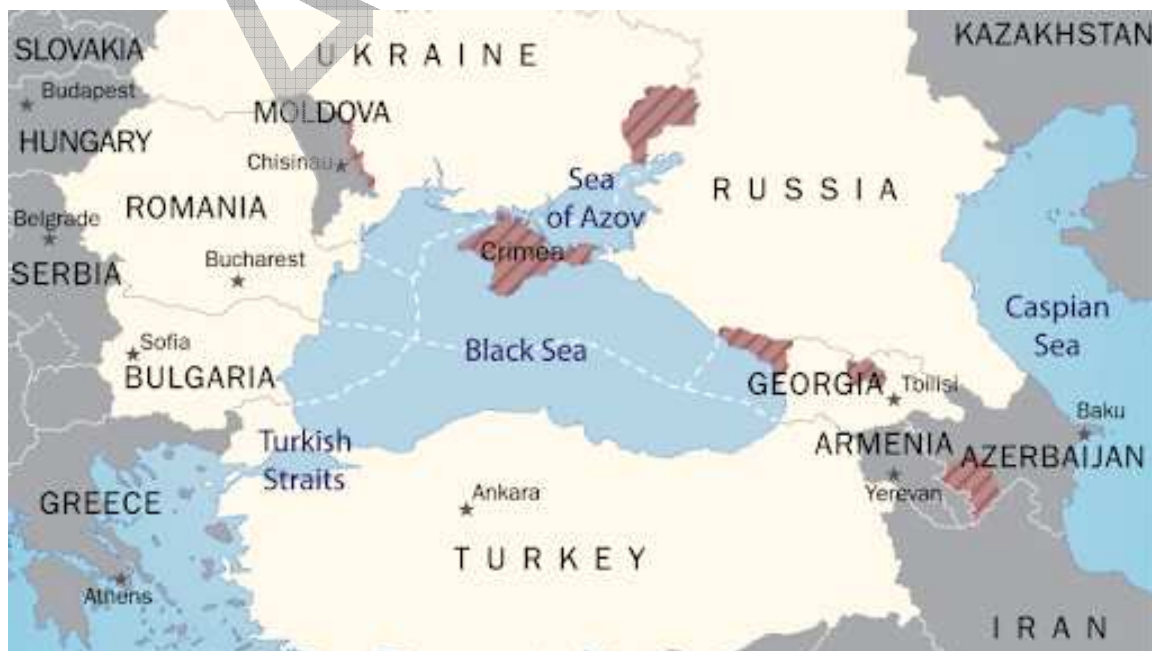 SLOVAKIA
UKRAINE
KAZAKHSTAN
Budapest
MOLDOVA
HUNGARY
Chisinau
Sea
of Azov
RUSSIA
ROMANIA
Belgrade
Crimea
Bucharest
SERBIA
Caspian
Sea
Sofia
Black Sea
BULGARIA
GEORGIA
Tbilisi
Baku
Turkish
Straits
ARMENIA
AZERBAIJAN
GREECE
Ankara
Yerevan
TURKEY
Athens
IRAN